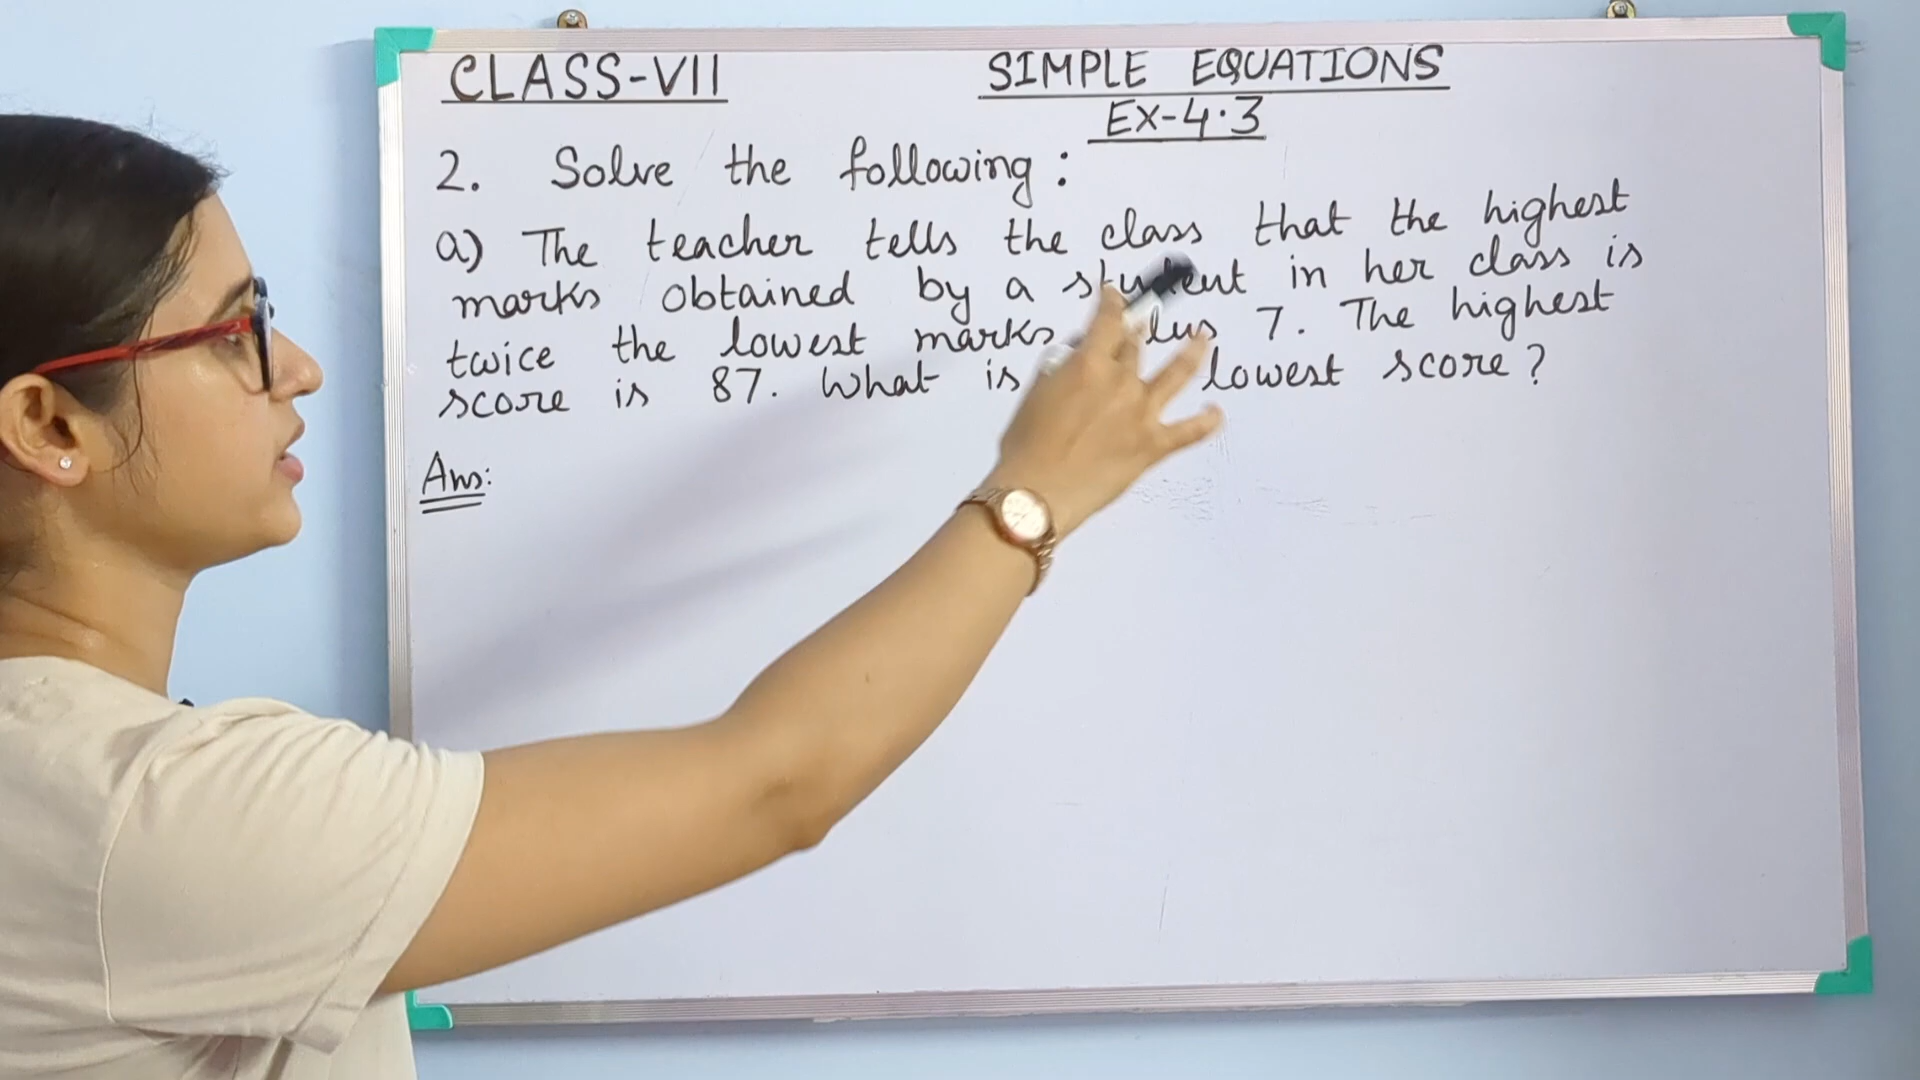 CLASS-VII
SIMPLE EQUATIONS
EX-4.3
2. Solve the following :
a) The teacher tells the class that the highest
marks obtained by a student in her class is
twice the lowest marks lus 7. The highest
score is 87. What is lowest score?
Ans: